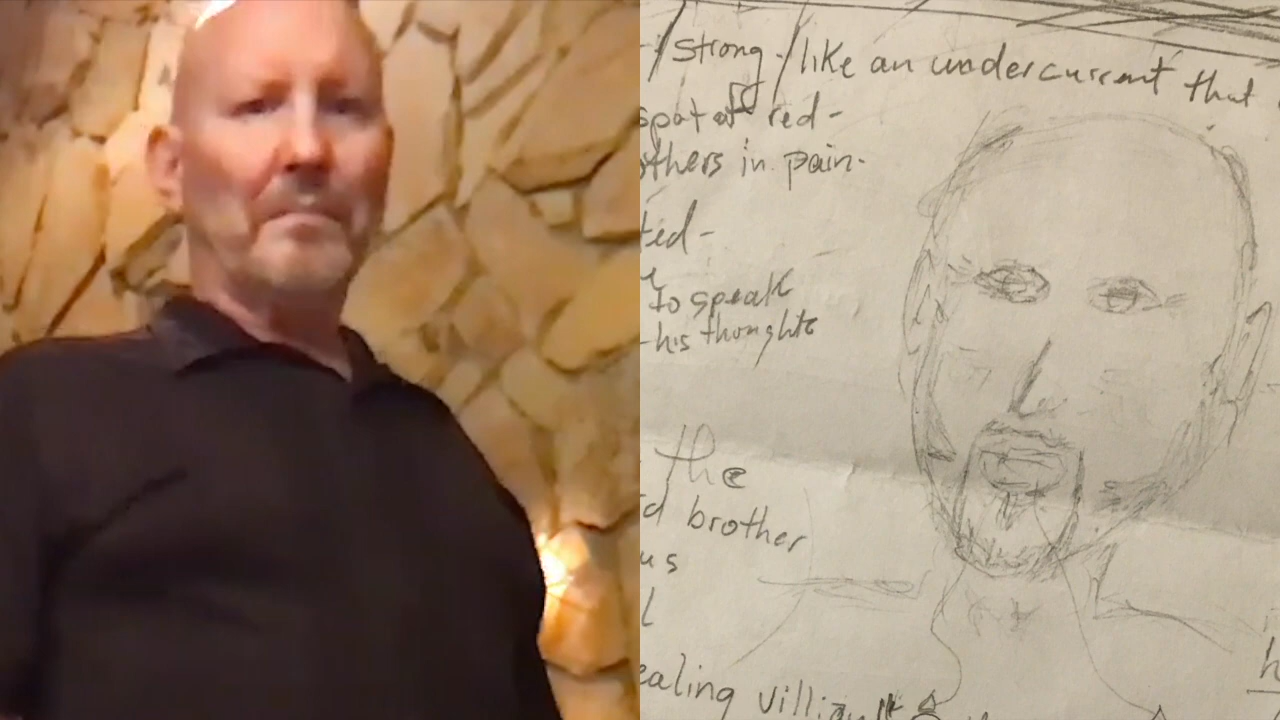 /strong-/like an undercurrent that
spot of red-
others in pain-
ted-
To speak
-his thoughts
the
d brother
us
l
ealing villian"
h